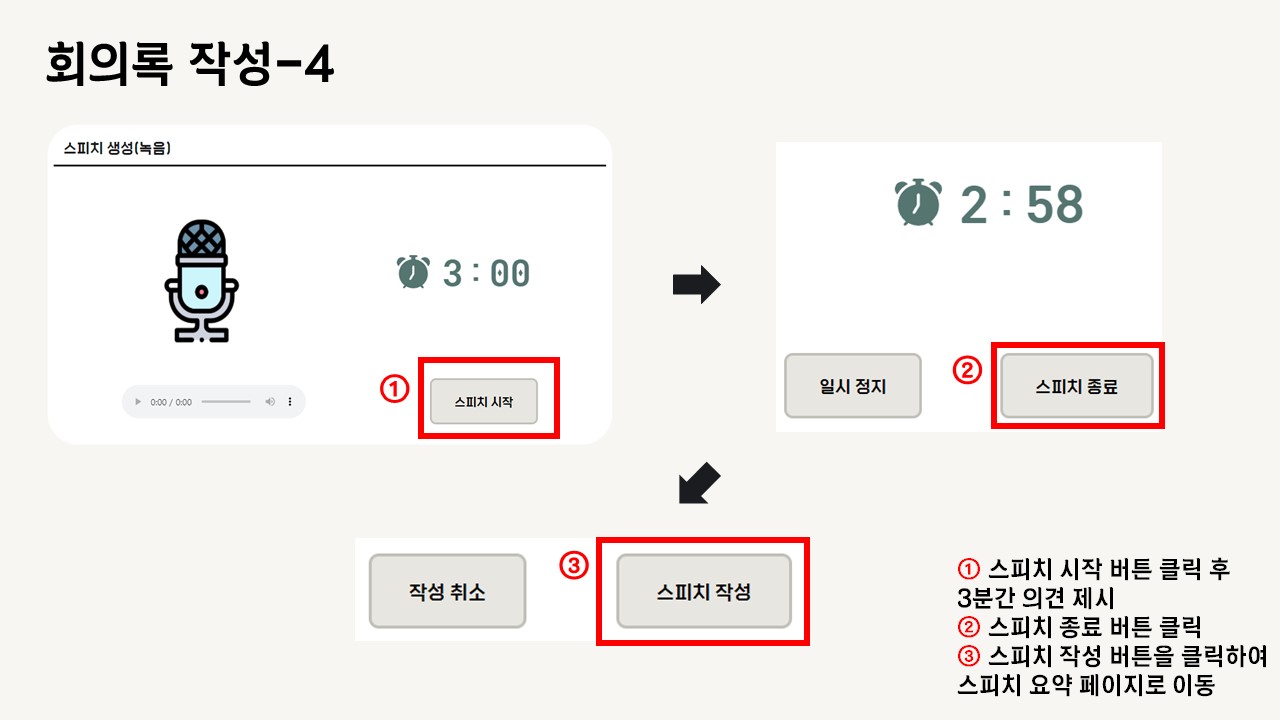 회의록 작성-4
스피치 생성(녹음)
3:00
0:00 / 0:00
① 스피치 시작
2:58
일시 정지
② 스피치 종료
작성 취소
③ 스피치 작성
① 스피치 시작 버튼 클릭 후
3분간 의견 제시
② 스피치 종료 버튼 클릭
③ 스피치 작성 버튼을 클릭하여
스피치 요약 페이지로 이동